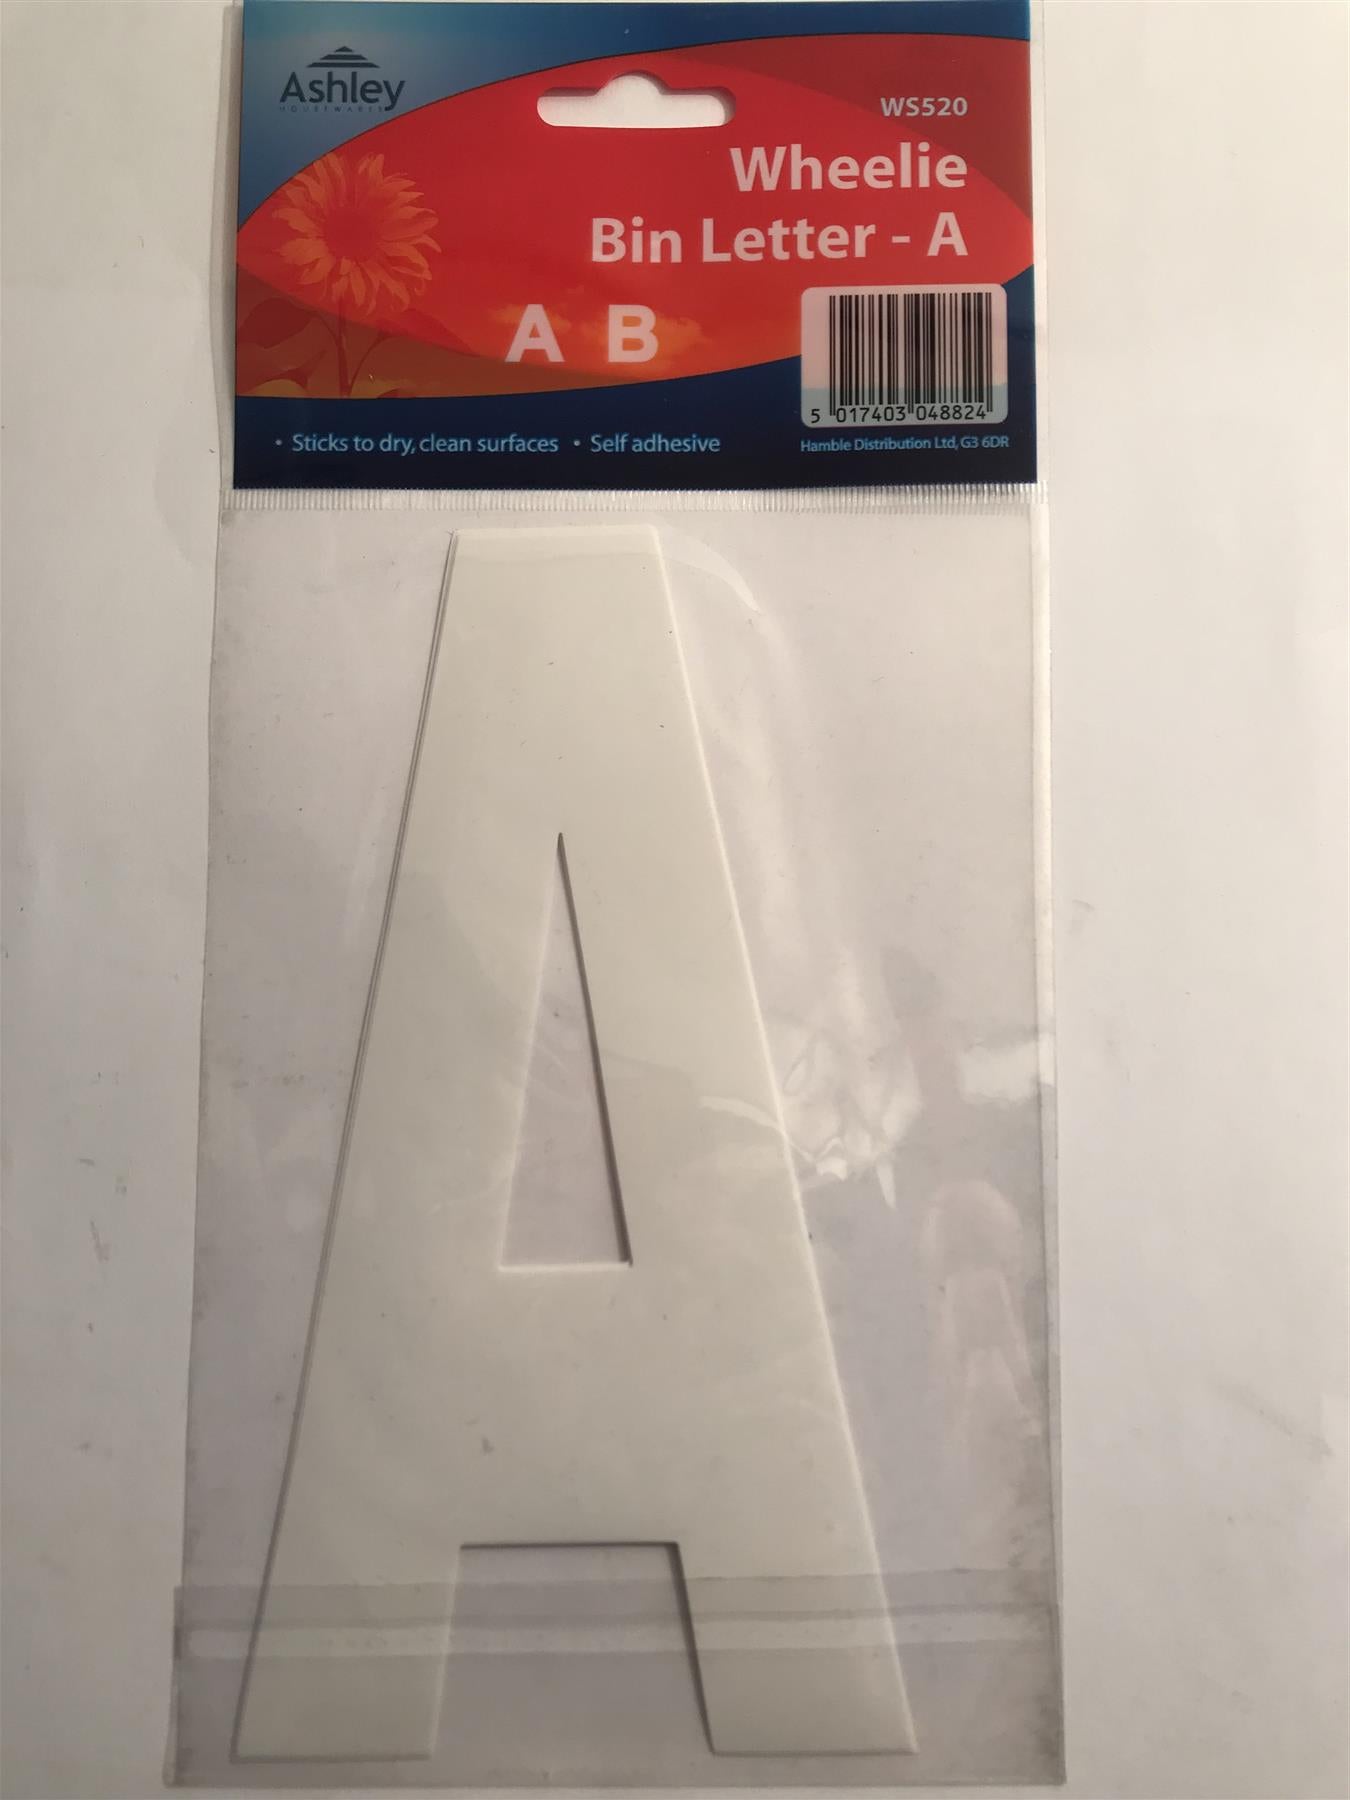 Ashley
HOUSEWARES
WS520
Wheelie
Bin Letter - A
A B
5 017403 048824
• Sticks to dry, clean surfaces • Self adhesive
Hamble Distribution Ltd, G3 6DR
A